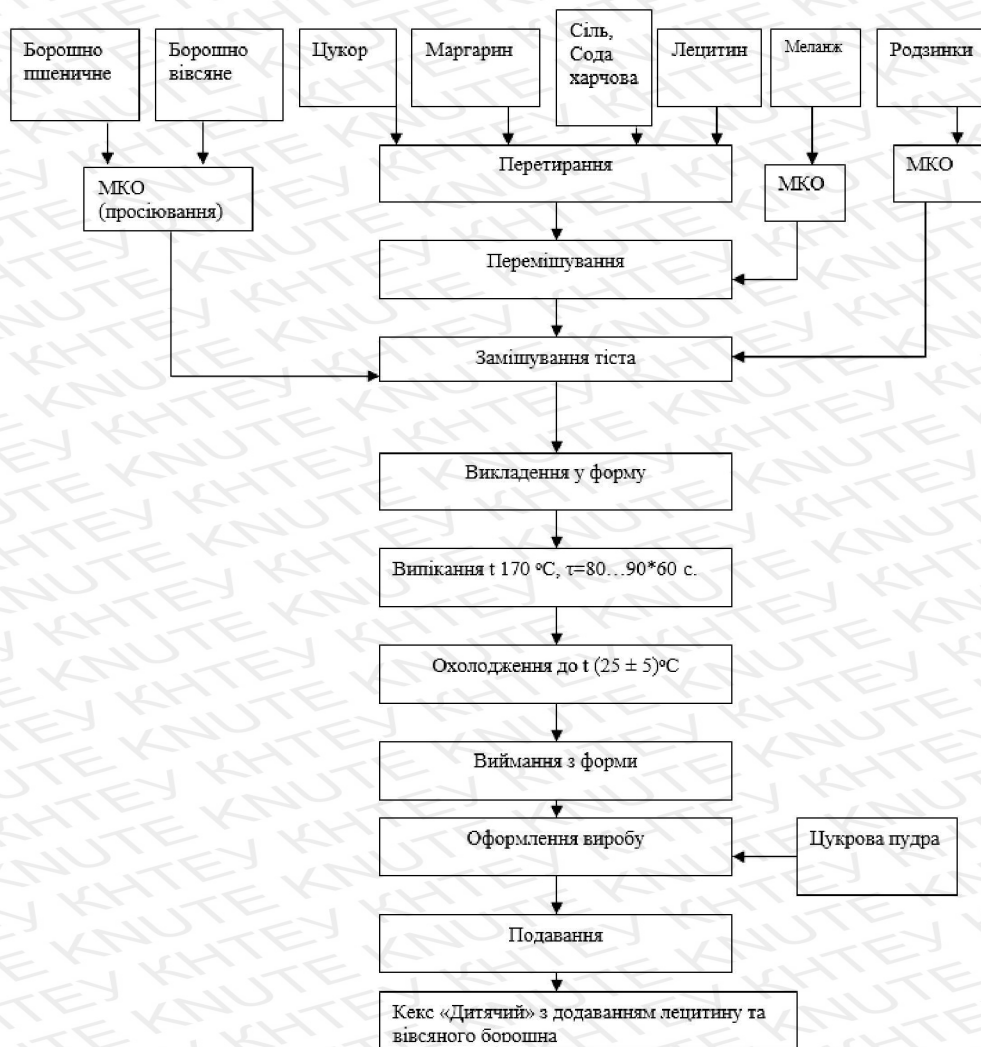 Борошно
пшеничне
Борошно
вівсяне
Цукор
Маргарин
Сіль,
Сода
харчова
Лецитин
Меланж
Родзинки
МКО
(просіювання)
Перетирання
МКО
МКО
Перемішування
Замішування тіста
Викладення у форму
Випікання t 170 °С, τ=80…90*60 с.
Охолодження до t (25 ± 5)°С
Виймання з форми
Оформлення виробу
Цукрова пудра
Подавання
Кекс «Дитячий» з додаванням лецитину та
вівсяного борошна